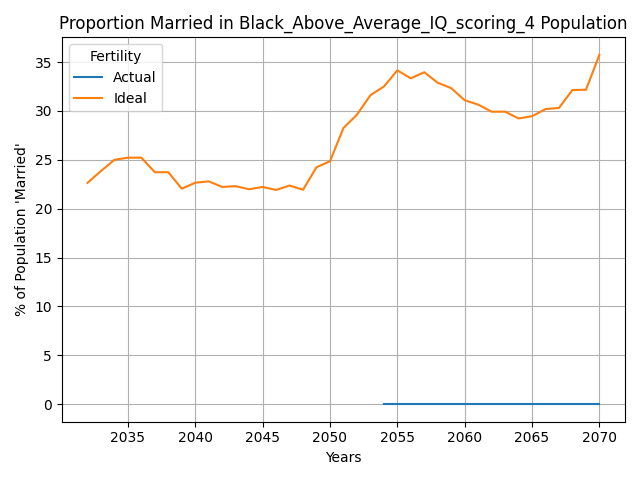 Proportion Married in Black_Above_Average_IQ_scoring_4 Population
Fertility
Actual
Ideal
35
30
25
20
15
10
5
0
% of Population 'Married'
2035 2040 2045 2050 2055 2060 2065 2070
Years